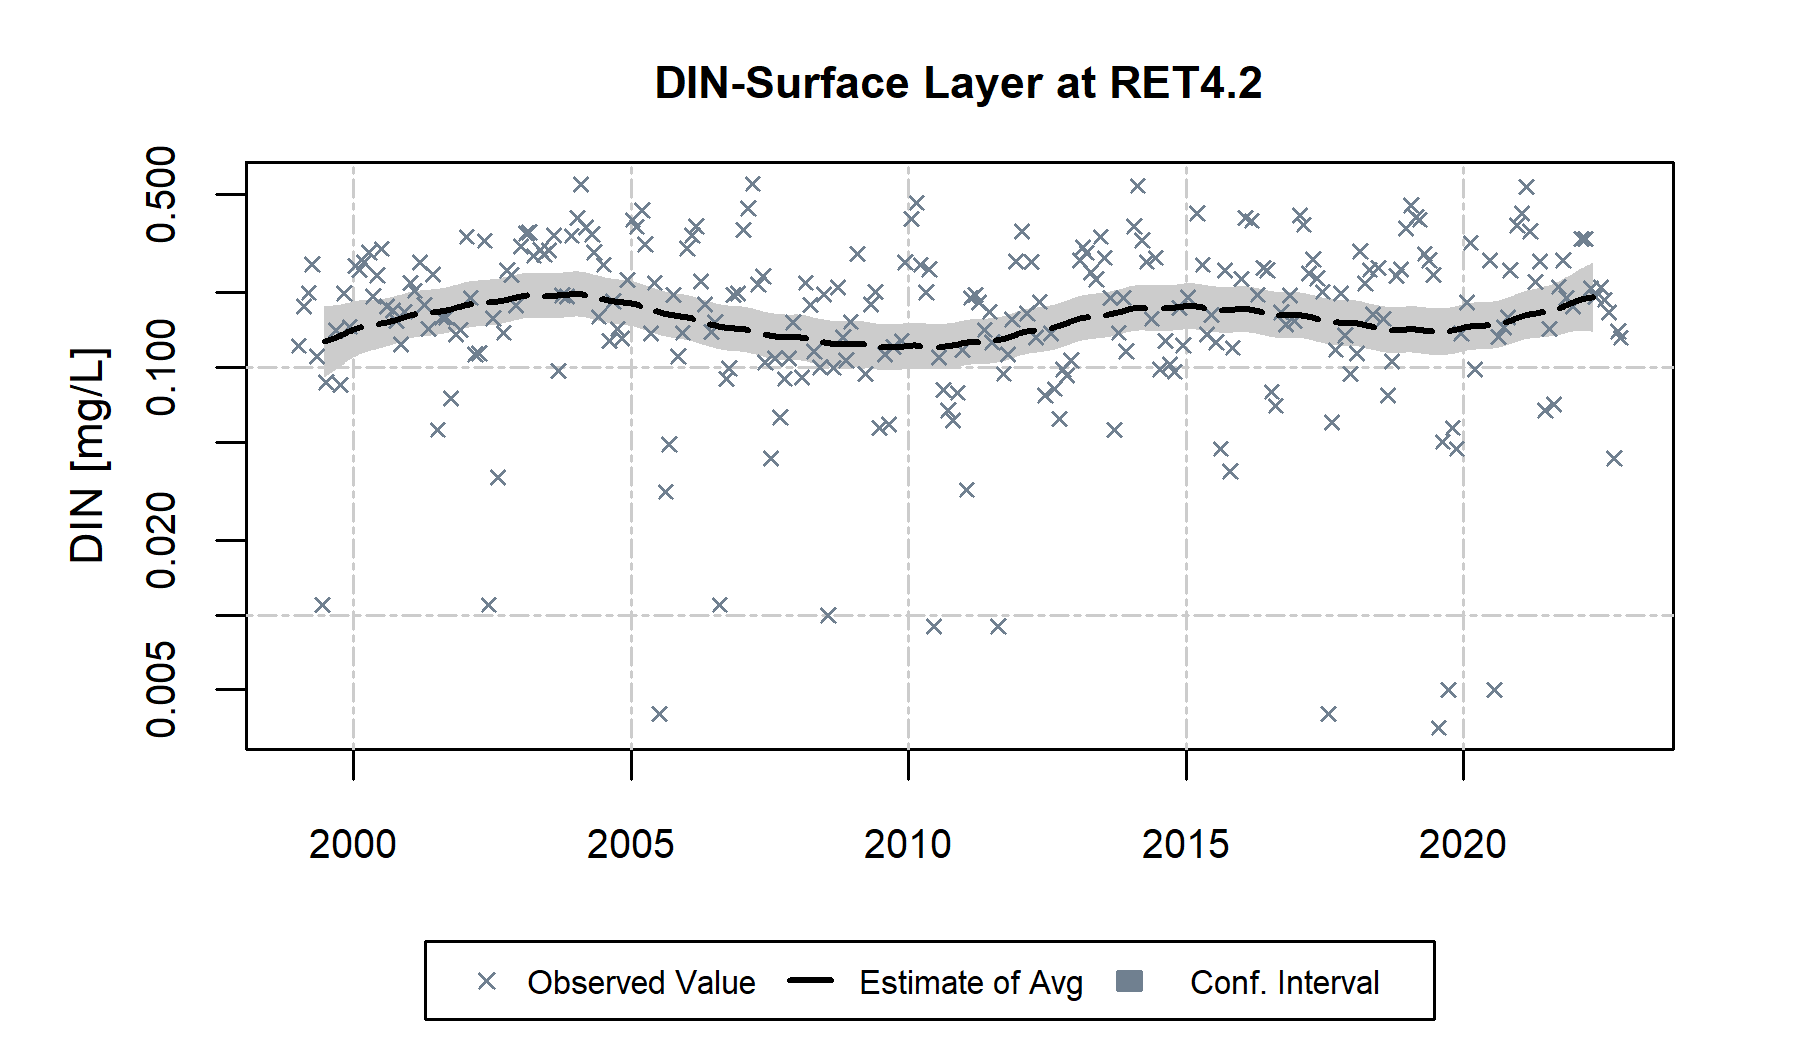 DIN-Surface Layer at RET4.2
DIN [mg/L]
0.500
0.100
0.020
0.005
2000 2005 2010 2015 2020
Observed Value Estimate of Avg Conf. Interval